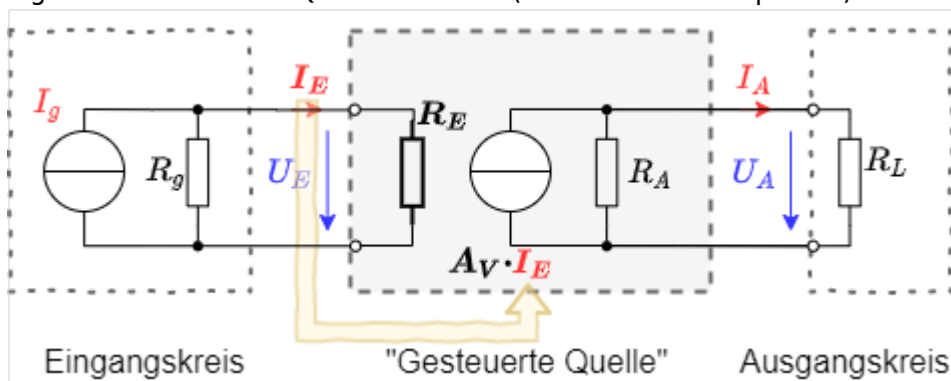 I_g
R_g
I_E
U_E
R_E
A_V·I_E
R_A
I_A
U_A
R_L
Eingangskreis
"Gesteuerte Quelle"
Ausgangskreis